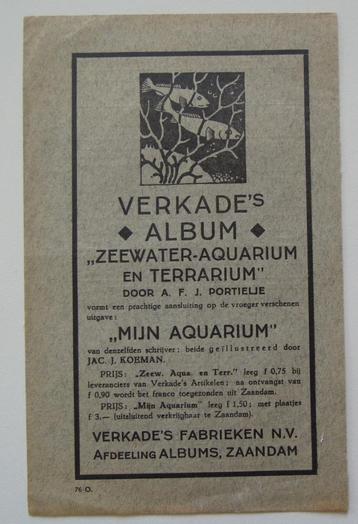 VERKADE'S
◆ ALBUM ◆
„ZEEWATER-AQUARIUM
EN TERRARIUM"
DOOR A. F. J. PORTIELJE
vormt een prachtige aansluiting op de vroeger verschenen
uitgave:
„MIJN AQUARIUM"
van denzelfden schrijver; beide geïllustreerd door
JAC. J. KOEMAN.
PRIJS: „Zeew. Aqua. en Terr." leeg f 0,75 bij
leveranciers van Verkade's Artikelen; na ontvangst van
f 0,90 wordt het franco toegezonden uit Zaandam.
PRIJS: „Mijn Aquarium" leeg f 1,50; met plaatjes
f 3.— (uitsluitend verkrijgbaar te Zaandam).
VERKADE'S FABRIEKEN N.V.
AFDEELING ALBUMS, ZAANDAM
76 O.